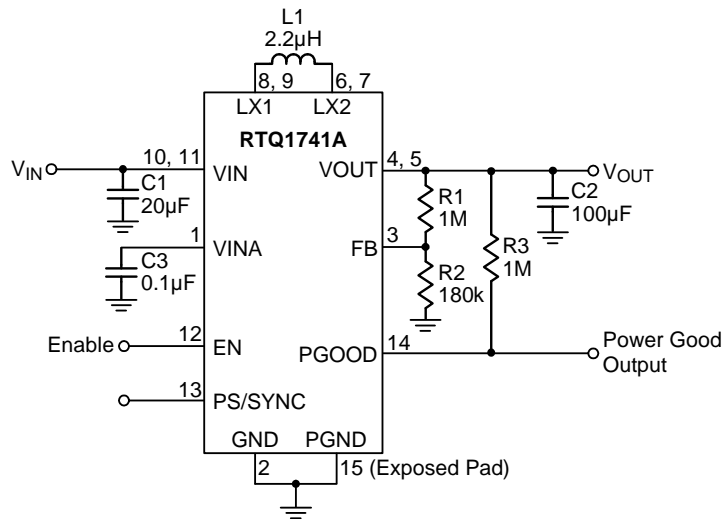 L1
2.2µH
8, 9
6, 7
LX1
LX2
RTQ1741A
VIN
10, 11
VIN
C1
20µF
VOUT
4, 5
VOUT
C2
100µF
R1
1M
1
VINA
C3
0.1µF
FB
3
R3
1M
R2
180k
Enable
12
EN
PGOOD
14
Power Good
Output
13
PS/SYNC
GND
PGND
2
15 (Exposed Pad)